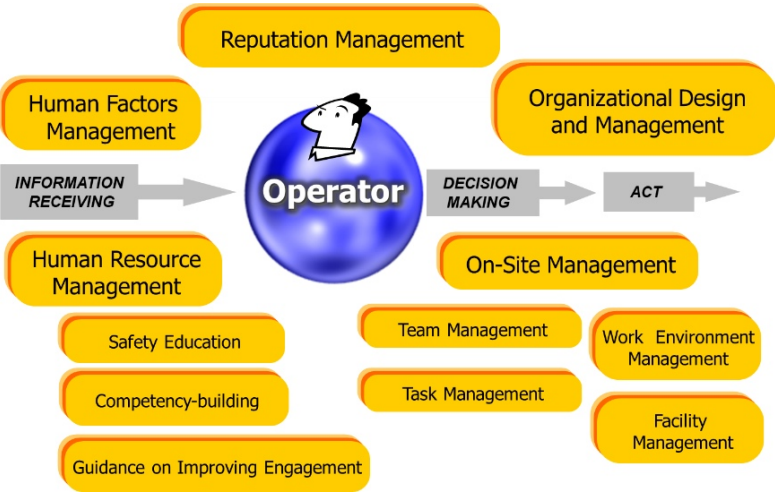 Reputation Management
Human Factors
Management
Organizational Design
and Management
INFORMATION
RECEIVING
Operator
DECISION
MAKING
ACT
Human Resource
Management
On-Site Management
Safety Education
Competency-building
Guidance on Improving Engagement
Team Management
Task Management
Work Environment
Management
Facility
Management